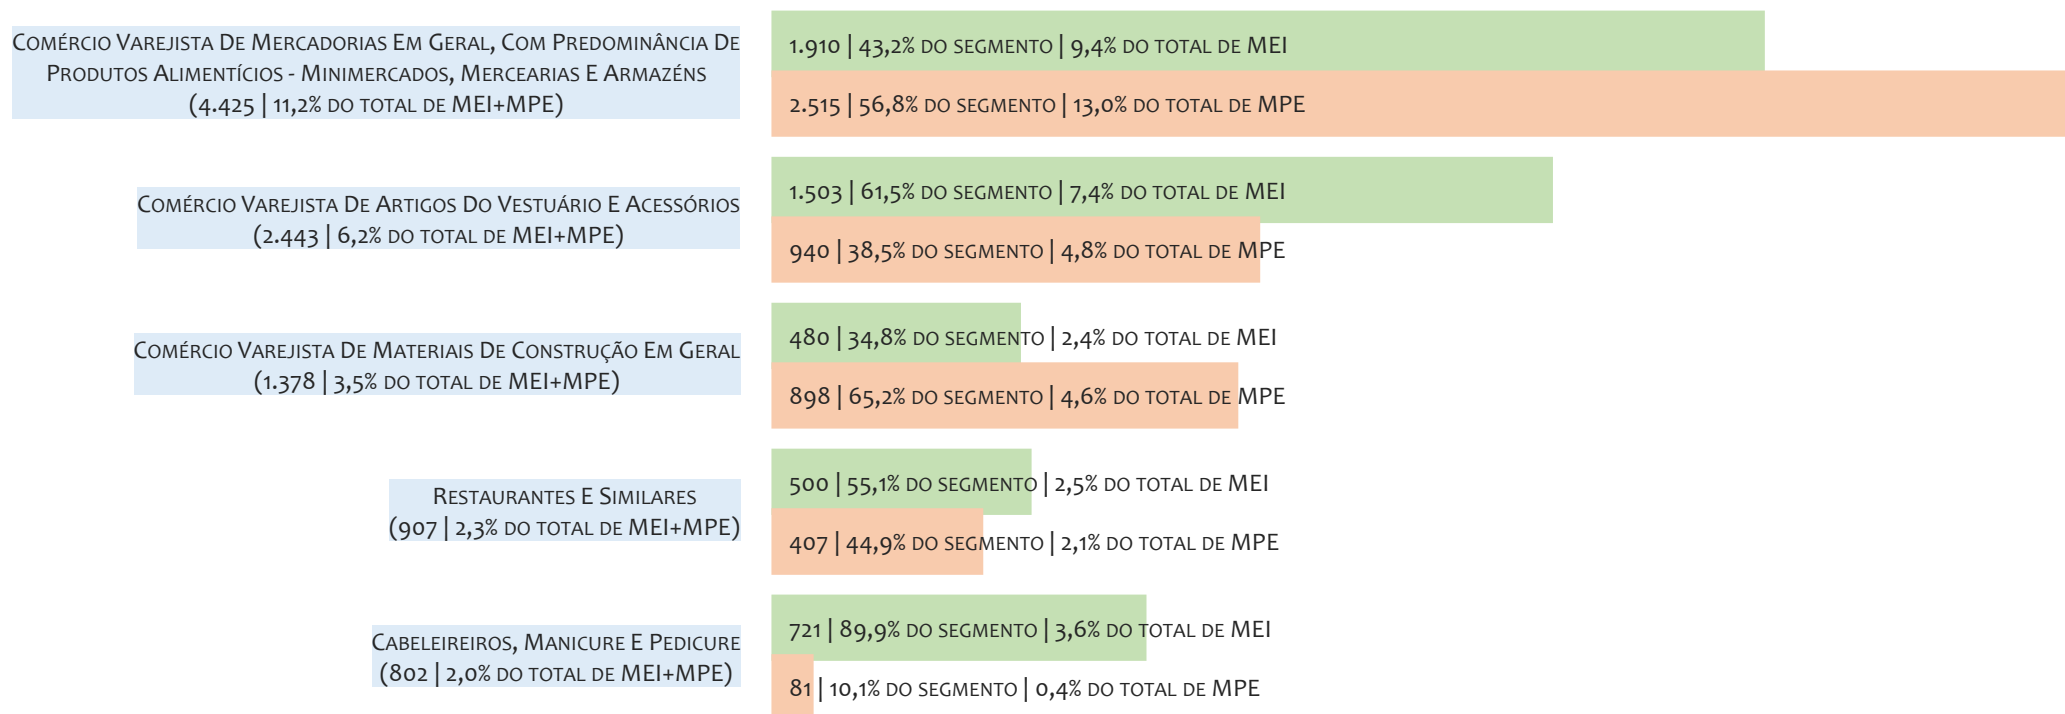 Comércio Varejista De Mercadorias Em Geral, Com Predominância De
Produtos Alimentícios - Minimercados, Mercearias E Armazéns
(4.425 | 11,2% do total de MEI+MPE)
1.910 | 43,2% do segmento | 9,4% do total de MEI
2.515 | 56,8% do segmento | 13,0% do total de MPE
Comércio Varejista De Artigos Do Vestuário E Acessórios
(2.443 | 6,2% do total de MEI+MPE)
1.503 | 61,5% do segmento | 7,4% do total de MEI
940 | 38,5% do segmento | 4,8% do total de MPE
Comércio Varejista De Materiais De Construção Em Geral
(1.378 | 3,5% do total de MEI+MPE)
480 | 34,8% do segmento | 2,4% do total de MEI
898 | 65,2% do segmento | 4,6% do total de MPE
Restaurantes E Similares
(907 | 2,3% do total de MEI+MPE)
500 | 55,1% do segmento | 2,5% do total de MEI
407 | 44,9% do segmento | 2,1% do total de MPE
Cabeleireiros, Manicure E Pedicure
(802 | 2,0% do total de MEI+MPE)
721 | 89,9% do segmento | 3,6% do total de MEI
81 | 10,1% do segmento | 0,4% do total de MPE